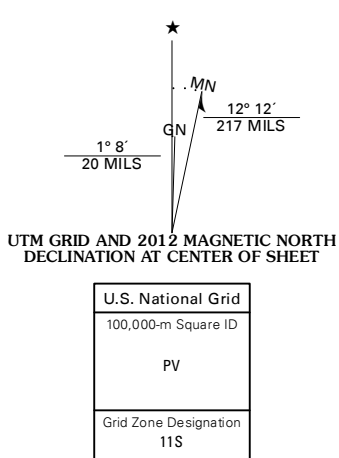 ★
MN
12° 12´
217 MILS
GN
1° 8´
20 MILS
UTM GRID AND 2012 MAGNETIC NORTH
DECLINATION AT CENTER OF SHEET
U.S. National Grid
100,000-m Square ID
PV
Grid Zone Designation
11S